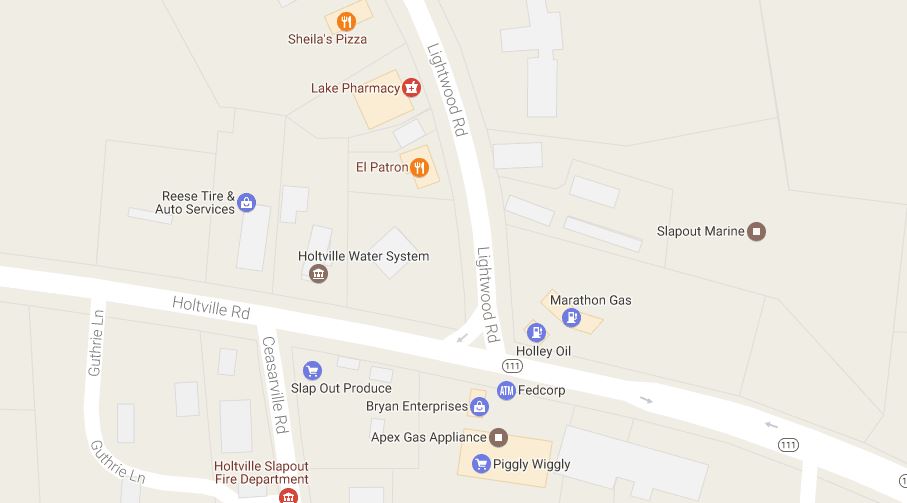 Sheila's Pizza
Lightwood Rd
Lake Pharmacy
El Patron
Reese Tire &
Auto Services
Slapout Marine
Holtville Water System
Lightwood Rd
Holtville Rd
Marathon Gas
Guthrie Ln
Ceasarville Rd
Holley Oil
111
Slap Out Produce
ATM Fedcorp
Bryan Enterprises
Apex Gas Appliance
111
Guthrie Ln
Piggly Wiggly
Holtville Slapout
Fire Department